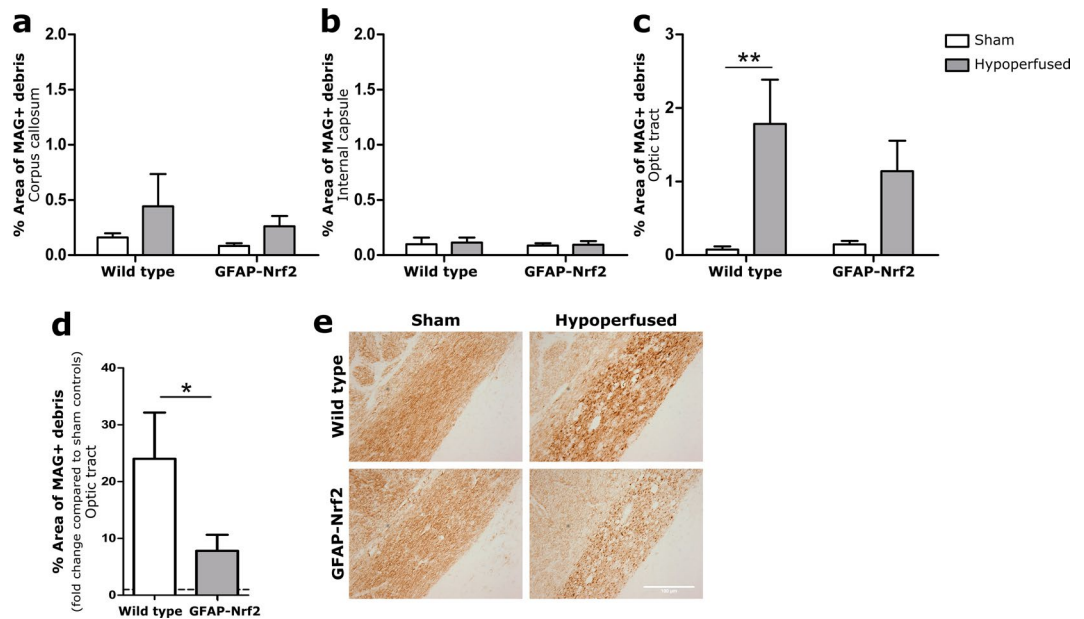 a
% Area of MAG+ debris
Corpus callosum
2.0
1.5
1.0
0.5
0.0
Wild type GFAP-Nrf2
b
% Area of MAG+ debris
Internal capsule
2.0
1.5
1.0
0.5
0.0
Wild type GFAP-Nrf2
c
% Area of MAG+ debris
Optic tract
3
2
1
0
**
Wild type GFAP-Nrf2
Sham
Hypoperfused
d
% Area of MAG+ debris
(fold change compared to sham controls)
Optic tract
40
30
20
10
0
*
Wild type GFAP-Nrf2
e
Sham Hypoperfused
Wild type
GFAP-Nrf2